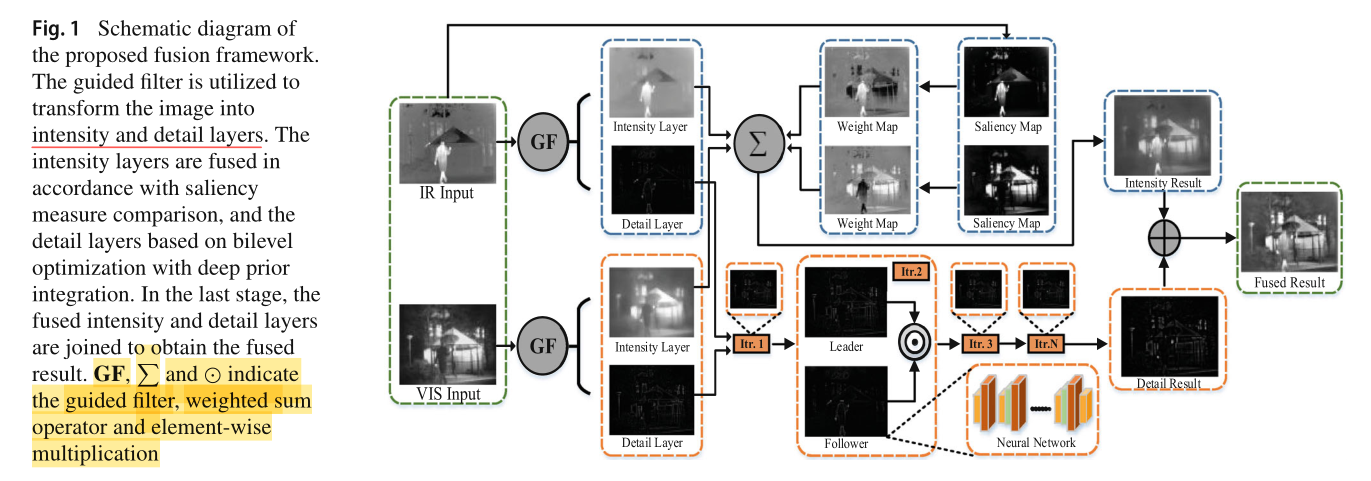 Fig. 1 Schematic diagram of
the proposed fusion framework.
The guided filter is utilized to
transform the image into
intensity and detail layers. The
intensity layers are fused in
accordance with saliency
measure comparison, and the
detail layers based on bilevel
optimization with deep prior
integration. In the last stage, the
fused intensity and detail layers
are joined to obtain the fused
result. GF, ∑ and ⊙ indicate
the guided filter, weighted sum
operator and element-wise
multiplication
IR Input
VIS Input
GF
GF
Intensity Layer
Detail Layer
Intensity Layer
Detail Layer
∑
Weight Map
Weight Map
Saliency Map
Saliency Map
Itr. 1
Itr.2
Leader
Follower
Itr. 3
Itr.N
Neural Network
Intensity Result
Detail Result
Fused Result